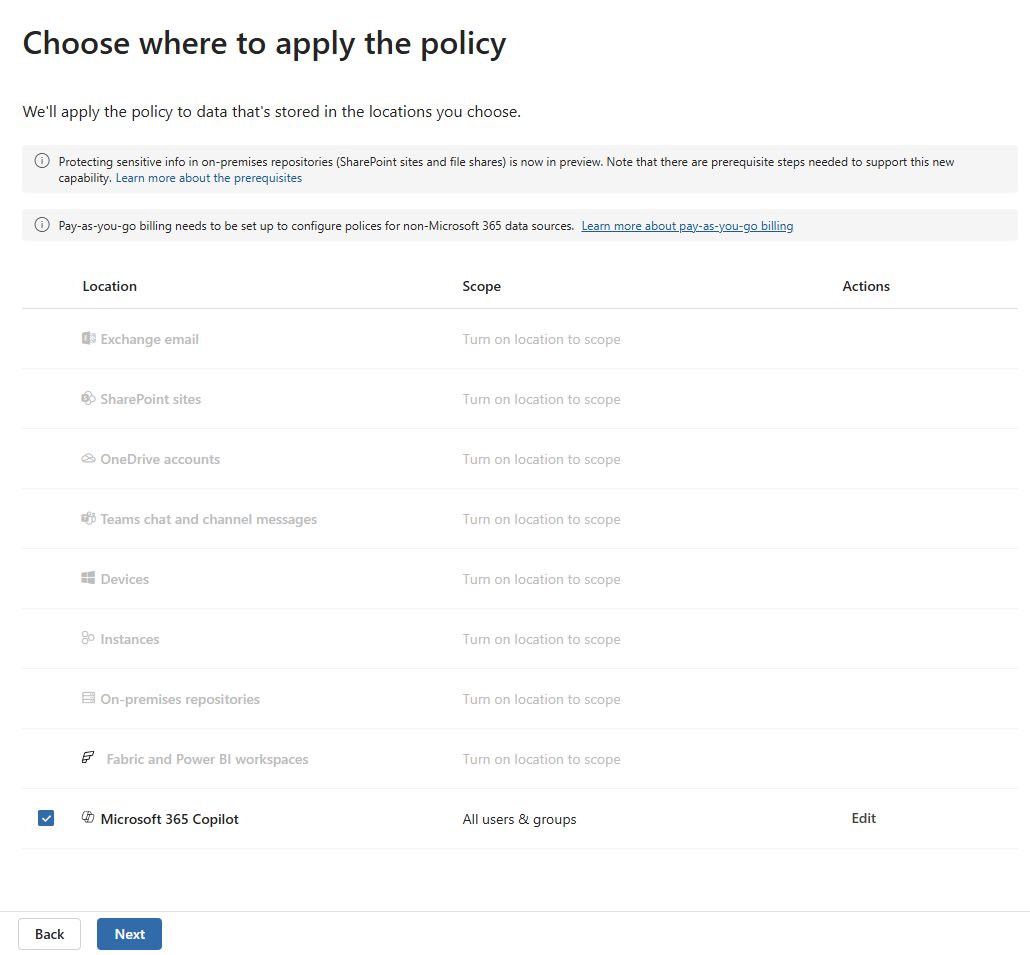 Choose where to apply the policy
We'll apply the policy to data that's stored in the locations you choose.
Protecting sensitive info in on-premises repositories (SharePoint sites and file shares) is now in preview. Note that there are prerequisite steps needed to support this new
capability. Learn more about the prerequisites
Pay-as-you-go billing needs to be set up to configure polices for non-Microsoft 365 data sources. Learn more about pay-as-you-go billing
Location Scope Actions
Exchange email Turn on location to scope
SharePoint sites Turn on location to scope
OneDrive accounts Turn on location to scope
Teams chat and channel messages Turn on location to scope
Devices Turn on location to scope
Instances Turn on location to scope
On-premises repositories Turn on location to scope
Fabric and Power BI workspaces Turn on location to scope
Microsoft 365 Copilot All users & groups Edit
Back Next